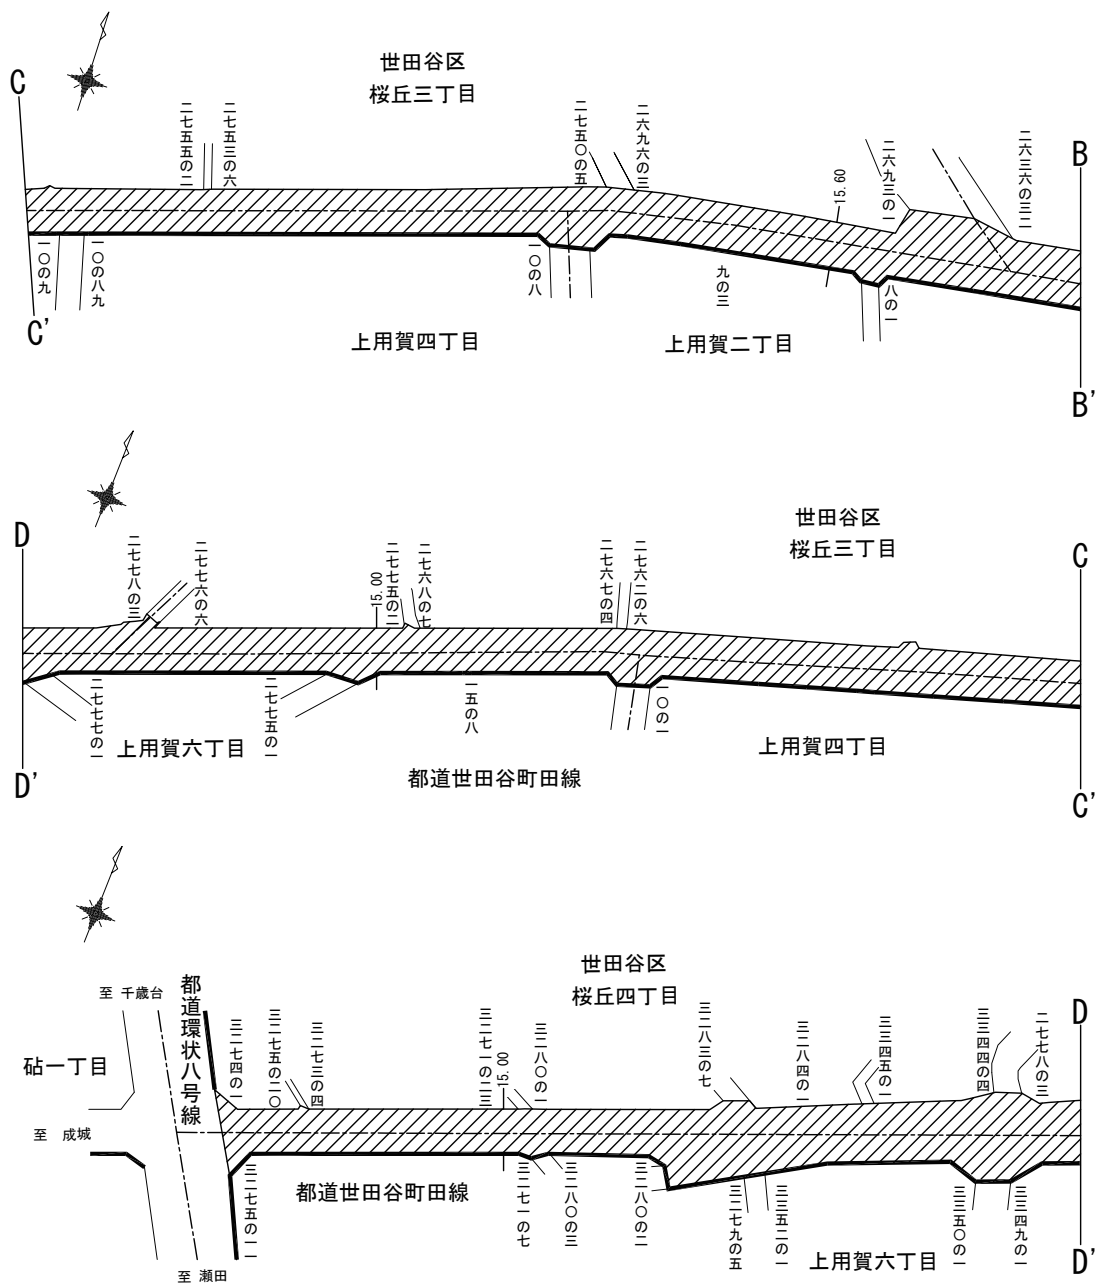 世田谷区
桜丘三丁目
C
B
二七五五の二
二七五三の六
二七五〇の五
二六九六の三
15.60
二六九三の一
二六三六の三二
一〇の九
一〇の八九
一〇の八
九の三
八の一
C'
上用賀四丁目
上用賀二丁目
B'
世田谷区
桜丘三丁目
D
C
二七七八の三
二七七六の六
15.00
二七七五の二
二七六八の七
二七六七の四
二七六二の六
二七七七の一
二七七五の一
一五の八
一〇の一
上用賀六丁目
上用賀四丁目
都道世田谷町田線
D'
C'
世田谷区
桜丘四丁目
至 千歳台
都道環状八号線
砧一丁目
至 成城
D
三二七四の一
三二七五の二〇
三二七三の四
三二七一の二三
15.00
三二八〇の一
三二八三の七
三二八四の一
三三四五の一
三三四四の四
二七七八の三
三二七五の一一
都道世田谷町田線
三二七一の七
三二八〇の三
三二八〇の二
三二七九の五
三三五二の一
三三五〇の一
三三四九の一
上用賀六丁目
至 瀬田
D'